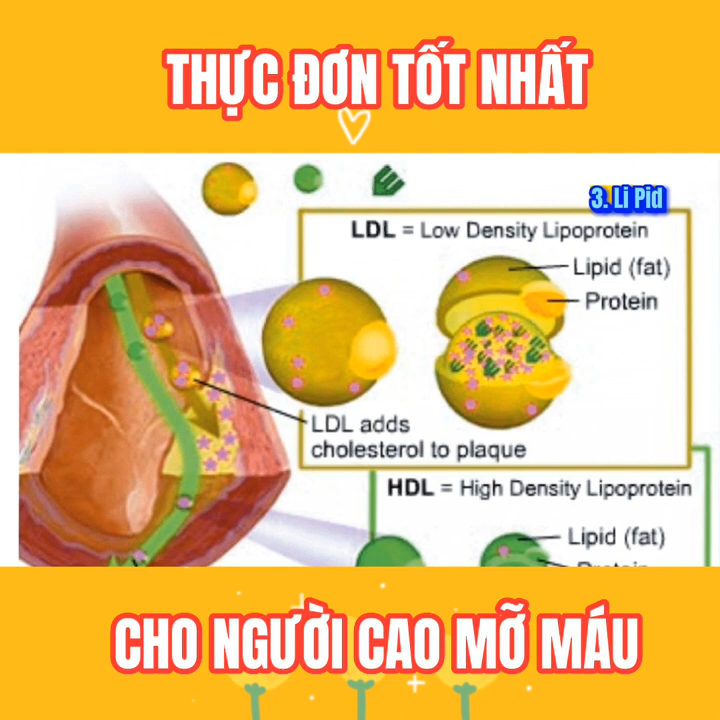 THỰC ĐƠN TỐT NHẤT
3. Li Pid
LDL = Low Density Lipoprotein
Lipid (fat)
Protein
LDL adds
cholesterol to plaque
HDL = High Density Lipoprotein
Lipid (fat)
CHO NGƯỜI CAO MỠ MÁU